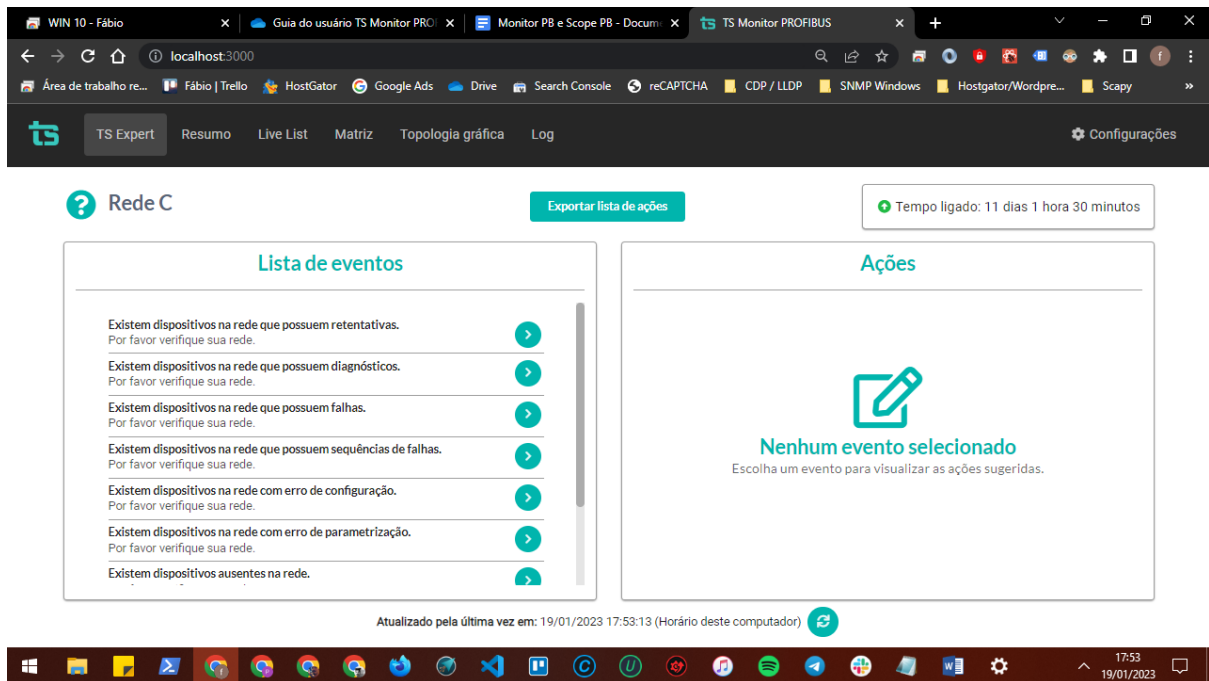 WIN 10 - Fábio
Guia do usuário TS Monitor PROF
Monitor PB e Scope PB - Docum
TS Monitor PROFIBUS
localhost:3000
Área de trabalho re...
Fábio | Trello
HostGator
Google Ads
Drive
Search Console
reCAPTCHA
CDP / LLDP
SNMP Windows
Hostgator/Wordpre...
Scapy
»
ts
TS Expert
Resumo
Live List
Matriz
Topologia gráfica
Log
Configurações
Rede C
Exportar lista de ações
Tempo ligado: 11 dias 1 hora 30 minutos
Lista de eventos
Existem dispositivos na rede que possuem retentativas.
Por favor verifique sua rede.
Existem dispositivos na rede que possuem diagnósticos.
Por favor verifique sua rede.
Existem dispositivos na rede que possuem falhas.
Por favor verifique sua rede.
Existem dispositivos na rede que possuem sequências de falhas.
Por favor verifique sua rede.
Existem dispositivos na rede com erro de configuração.
Por favor verifique sua rede.
Existem dispositivos na rede com erro de parametrização.
Por favor verifique sua rede.
Existem dispositivos ausentes na rede.
Ações
Nenhum evento selecionado
Escolha um evento para visualizar as ações sugeridas.
Atualizado pela última vez em: 19/01/2023 17:53:13 (Horário deste computador)
17:53
19/01/2023